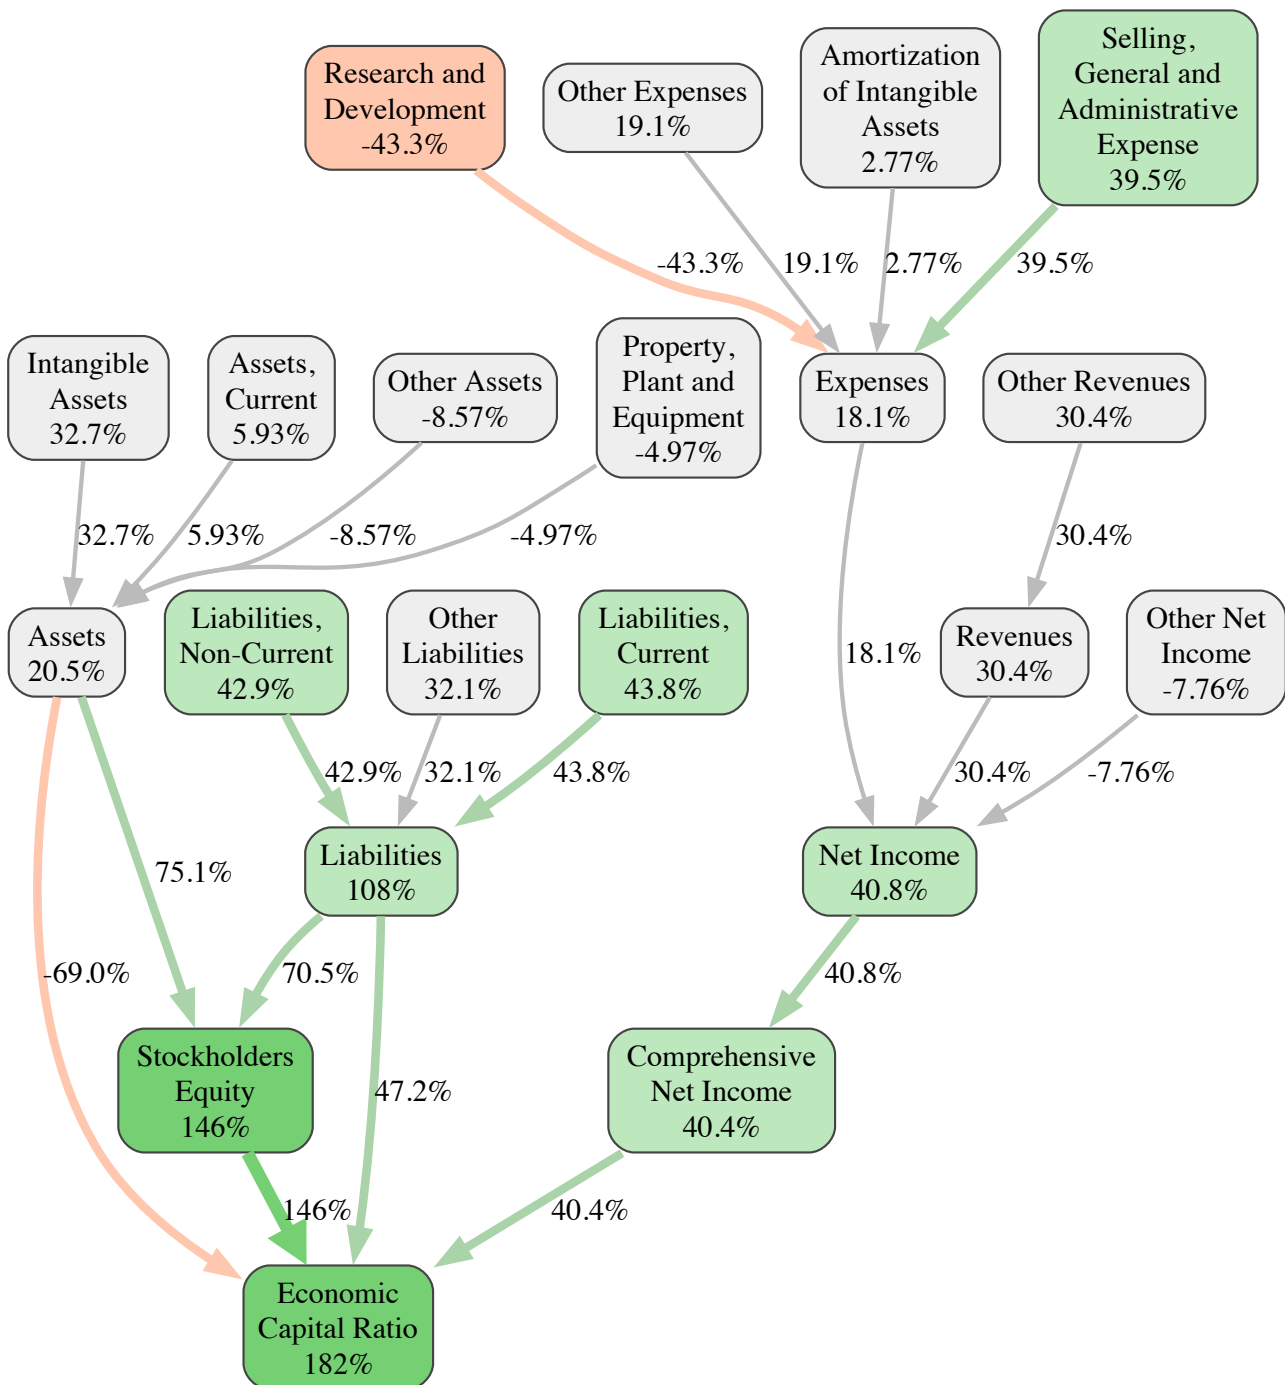 Research and
Development
-43.3%
Other Expenses
19.1%
Amortization
of Intangible
Assets
2.77%
Selling,
General and
Administrative
Expense
39.5%
-43.3%
19.1%
2.77%
39.5%
Intangible
Assets
32.7%
Assets,
Current
5.93%
Other Assets
-8.57%
Property,
Plant and
Equipment
-4.97%
Expenses
18.1%
Other Revenues
30.4%
32.7%
5.93%
-8.57%
-4.97%
30.4%
Assets
20.5%
Liabilities,
Non-Current
42.9%
Other
Liabilities
32.1%
Liabilities,
Current
43.8%
18.1%
Revenues
30.4%
Other Net
Income
-7.76%
42.9%
32.1%
43.8%
30.4%
-7.76%
75.1%
Liabilities
108%
Net Income
40.8%
-69.0%
70.5%
40.8%
Stockholders
Equity
146%
47.2%
Comprehensive
Net Income
40.4%
146%
40.4%
Economic
Capital Ratio
182%